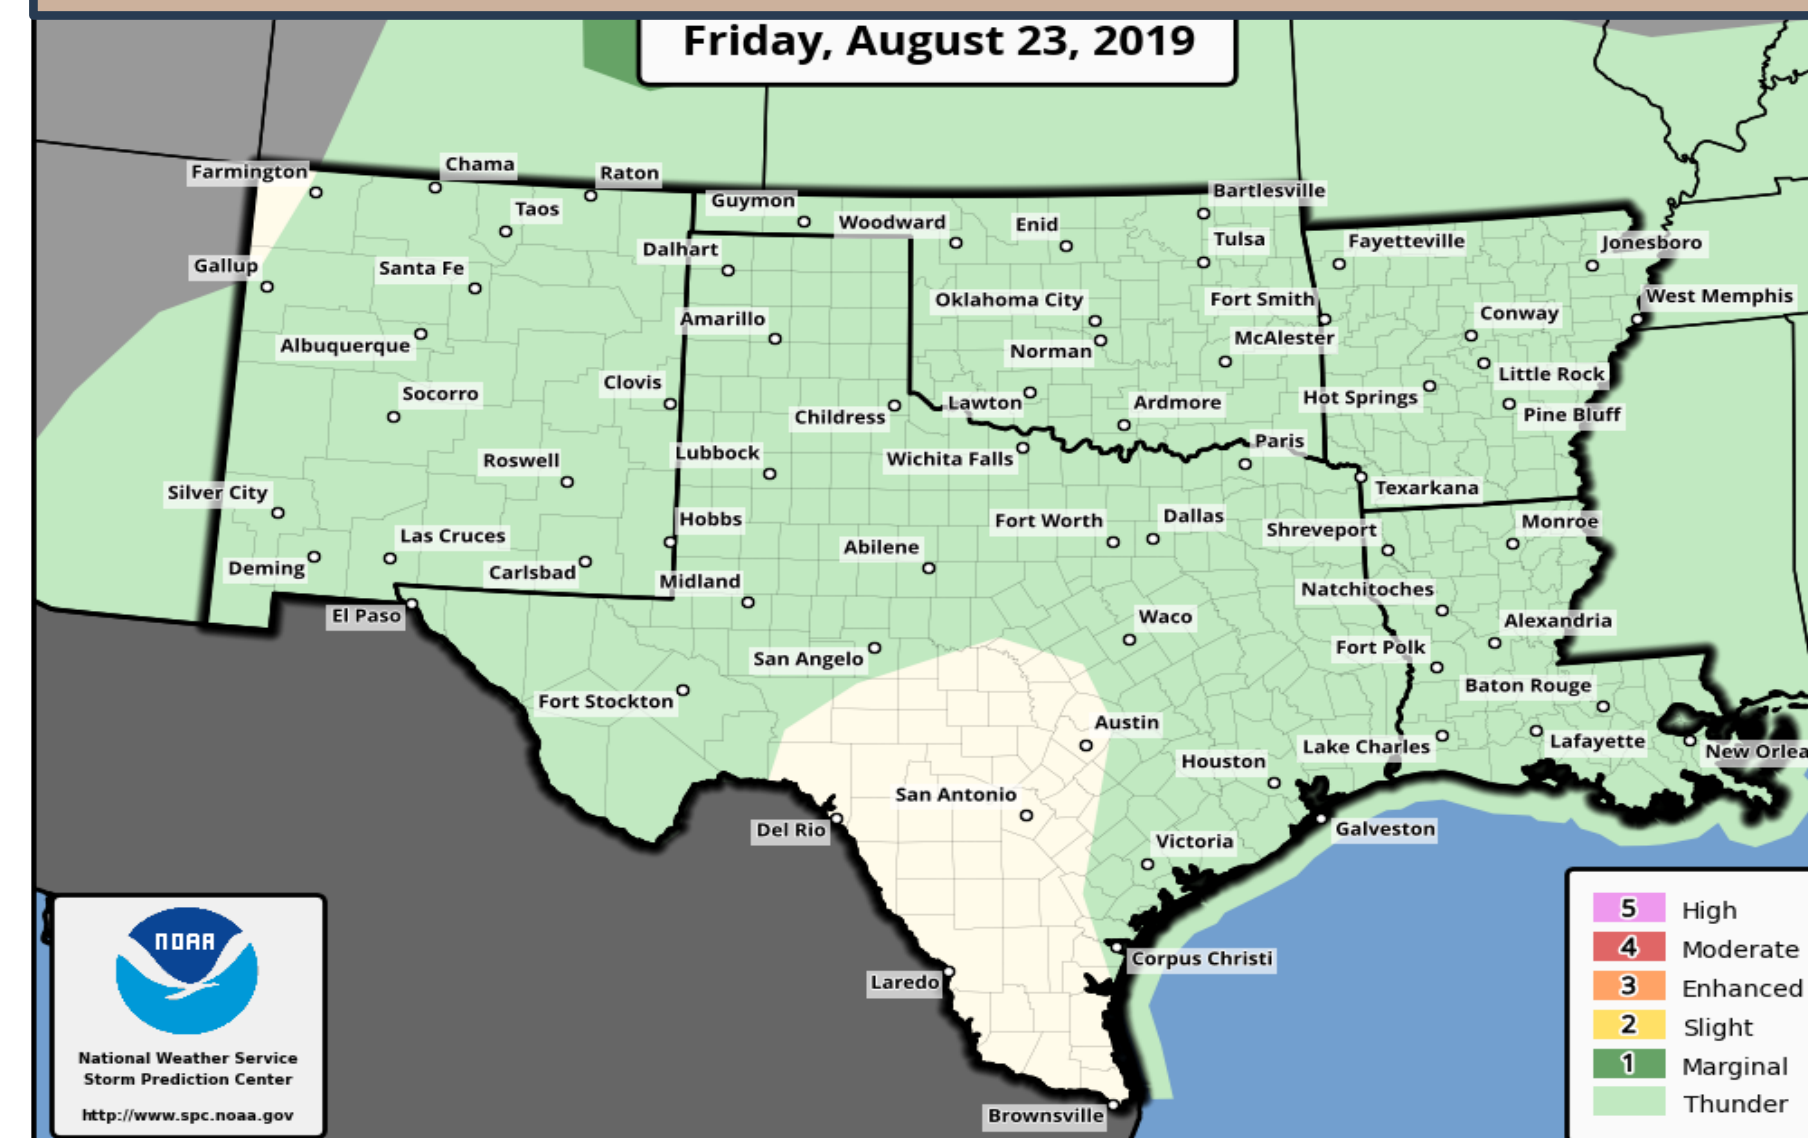 Friday, August 23, 2019
Farmington
Chama
Raton
Taos
Guymon
Woodward
Enid
Bartlesville
Tulsa
Fayetteville
Jonesboro
Gallup
Santa Fe
Dalhart
Oklahoma City
Fort Smith
West Memphis
Conway
Albuquerque
Amarillo
Norman
McAlester
Little Rock
Socorro
Clovis
Childress
Lawton
Ardmore
Hot Springs
Pine Bluff
Roswell
Lubbock
Wichita Falls
Paris
Texarkana
Silver City
Hobbs
Fort Worth
Dallas
Shreveport
Monroe
Las Cruces
Abilene
Deming
Carlsbad
Midland
Natchitoches
El Paso
Waco
Alexandria
San Angelo
Fort Polk
Fort Stockton
Baton Rouge
Austin
Lake Charles
Lafayette
New Orlea
Houston
San Antonio
Del Rio
Victoria
Galveston
Corpus Christi
Laredo
Brownsville
NOAA
National Weather Service
Storm Prediction Center
http://www.spc.noaa.gov
5 High
4 Moderate
3 Enhanced
2 Slight
1 Marginal
Thunder